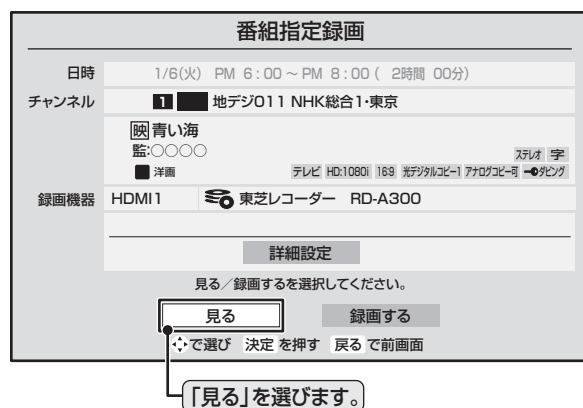 番組指定録画
日時 1/6(火) PM 6:00～PM 8:00 ( 2時間 00分)
チャンネル 1 地デジ011 NHK総合1・東京
映 青い海
監:○○○○
ステレオ 字
洋画 テレビ HD:1080i 16:9 光デジタルコピー1 アナログコピー可 ダビング
録画機器 HDMI1 東芝レコーダー RD-A300
詳細設定
見る／録画するを選択してください。
見る 録画する
で選び 決定 を押す 戻る で前画面
「見る」を選びます。